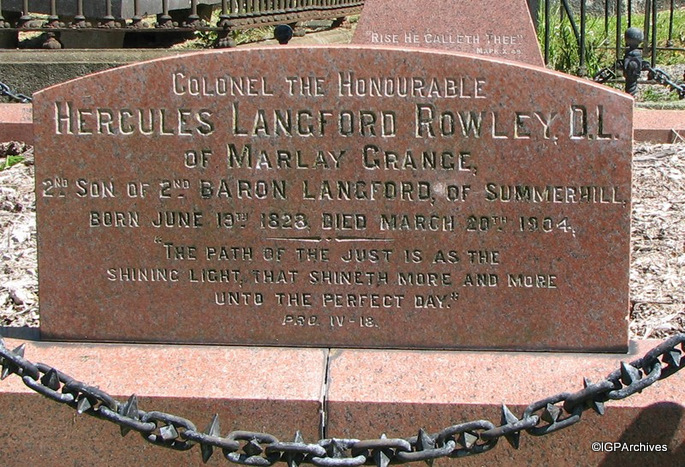 "RISE HE CALLETH THEE"
MARK X. 49.
COLONEL THE HONOURABLE
HERCULES LANGFORD ROWLEY, D.L.
OF MARLAY GRANGE,
2ND SON OF 2ND BARON LANGFORD, OF SUMMERHILL,
BORN JUNE 19TH 1828, DIED MARCH 20TH 1904,
"THE PATH OF THE JUST IS AS THE
SHINING LIGHT, THAT SHINETH MORE AND MORE
UNTO THE PERFECT DAY."
PRO. IV-18.
©IGPArchives